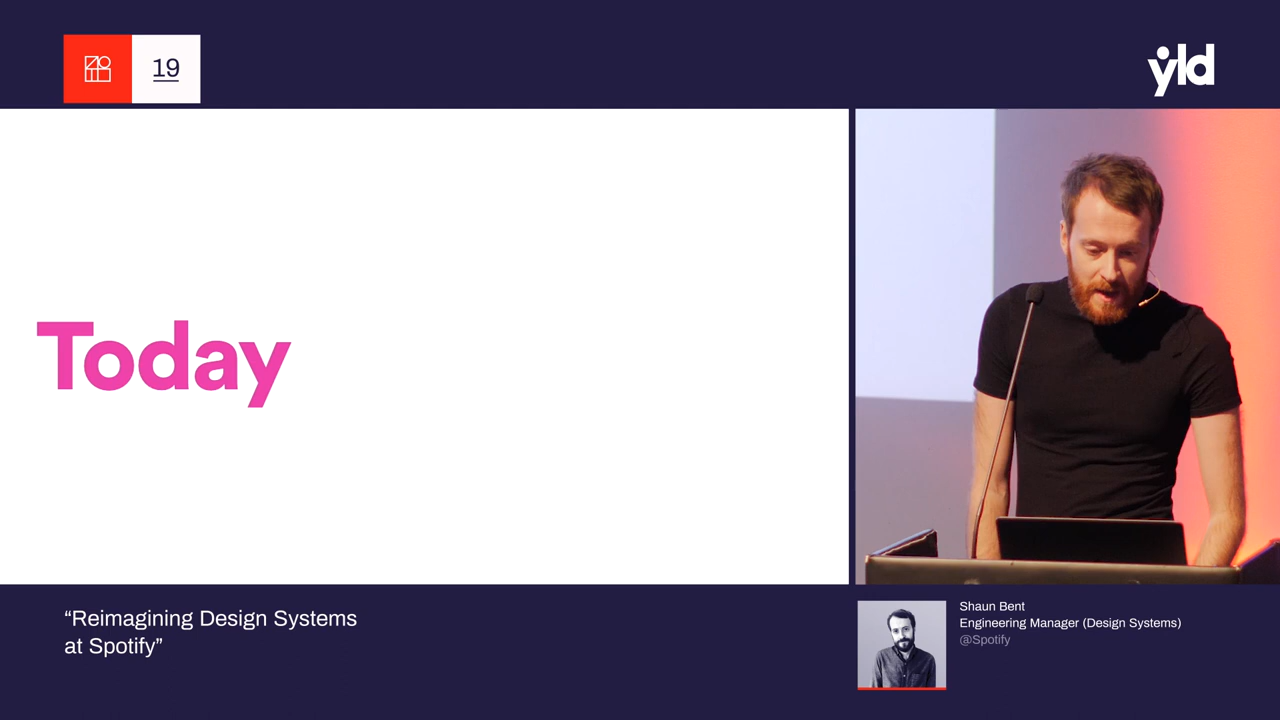 19
yld
Today
“Reimagining Design Systems
at Spotify”
Shaun Bent
Engineering Manager (Design Systems)
@Spotify